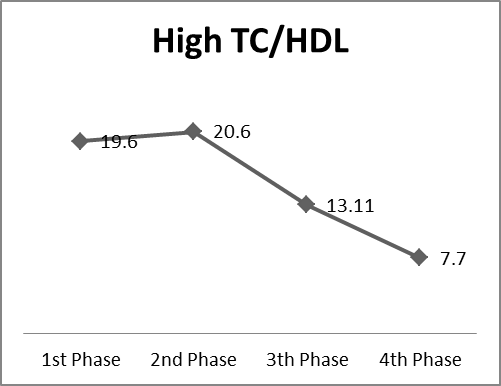 High TC/HDL
19.6
20.6
13.11
7.7
1st Phase 2nd Phase 3th Phase 4th Phase